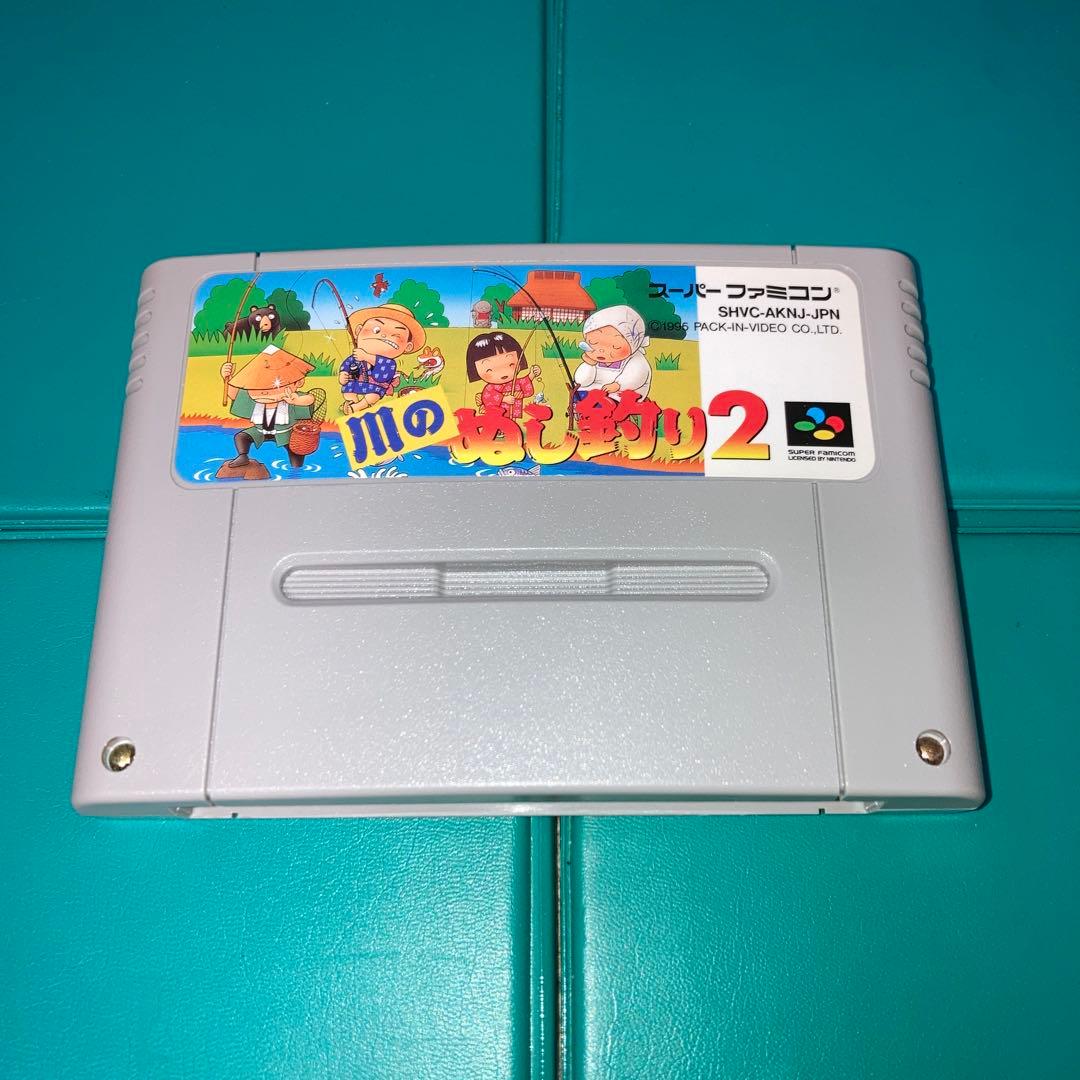 スーパーファミコン®
SHVC-AKNJ-JPN
©1995 PACK-IN-VIDEO CO.,LTD.
川の ぬし釣り2
SUPER FAMICOM
LICENSED BY NINTENDO